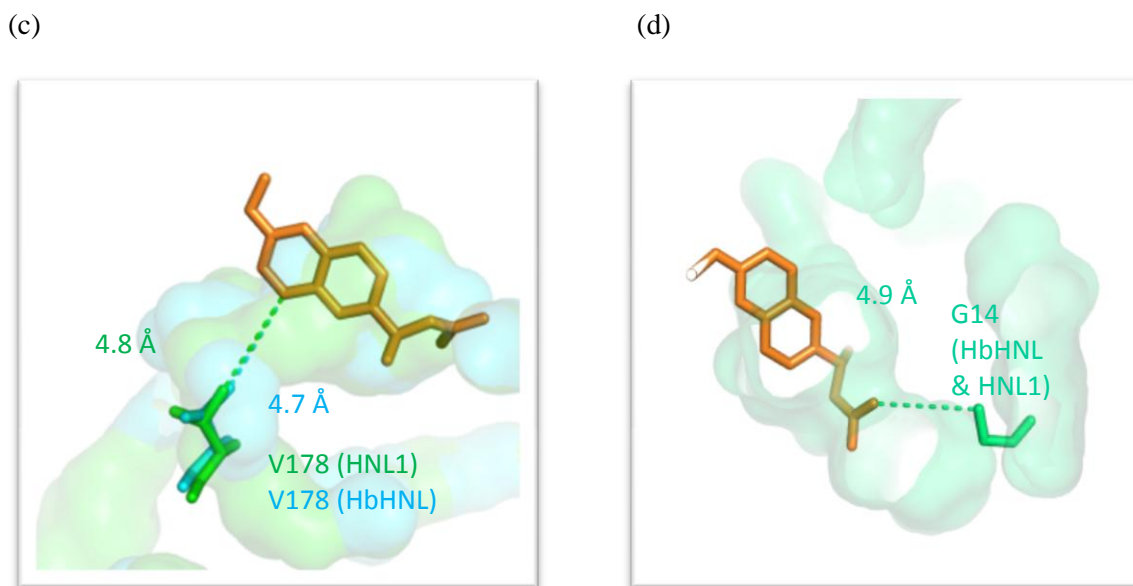 (c)
(d)
4.8 Å
4.7 Å
V178 (HNL1)
V178 (HbHNL)
4.9 Å
G14
(HbHNL
& HNL1)